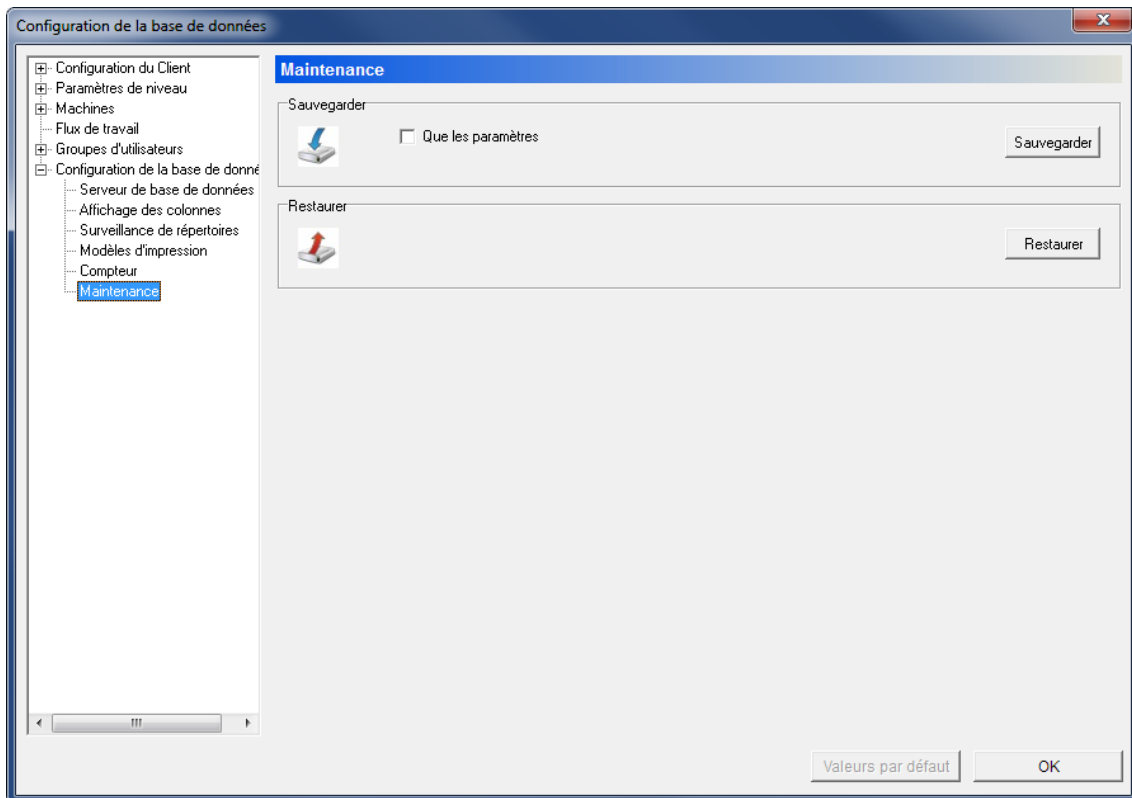 Configuration de la base de données
Configuration du Client
Paramètres de niveau
Machines
Flux de travail
Groupes d'utilisateurs
Configuration de la base de donné
Serveur de base de données
Affichage des colonnes
Surveillance de répertoires
Modèles d'impression
Compteur
Maintenance
Maintenance
Sauvegarder
Que les paramètres
Sauvegarder
Restaurer
Restaurer
Valeurs par défaut
OK